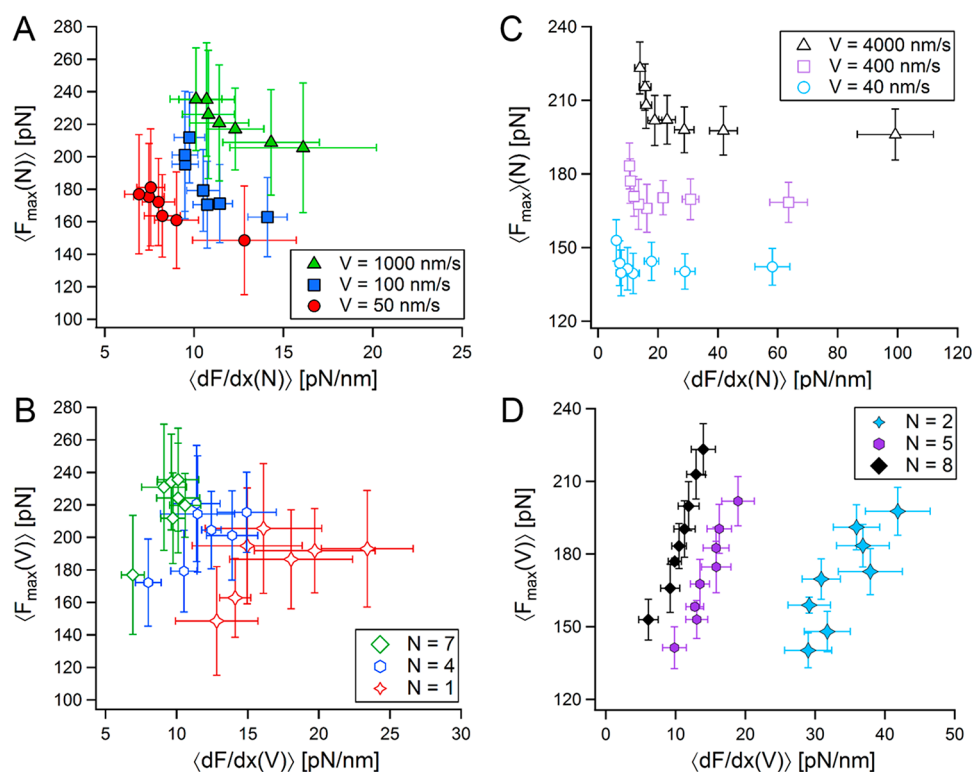 A
280
260
240
220
200
180
160
140
120
100
⟨Fmax(N)⟩ [pN]
5
10
15
20
25
⟨dF/dx(N)⟩ [pN/nm]
V = 1000 nm/s
V = 100 nm/s
V = 50 nm/s
C
240
210
180
150
120
⟨Fmax⟩(N) [pN]
0
20
40
60
80
100
120
⟨dF/dx(N)⟩ [pN/nm]
V = 4000 nm/s
V = 400 nm/s
V = 40 nm/s
B
280
260
240
220
200
180
160
140
120
100
⟨Fmax(V)⟩ [pN]
5
10
15
20
25
30
⟨dF/dx(V)⟩ [pN/nm]
N = 7
N = 4
N = 1
D
240
210
180
150
120
⟨Fmax(V)⟩ [pN]
0
10
20
30
40
50
⟨dF/dx(V)⟩ [pN/nm]
N = 2
N = 5
N = 8